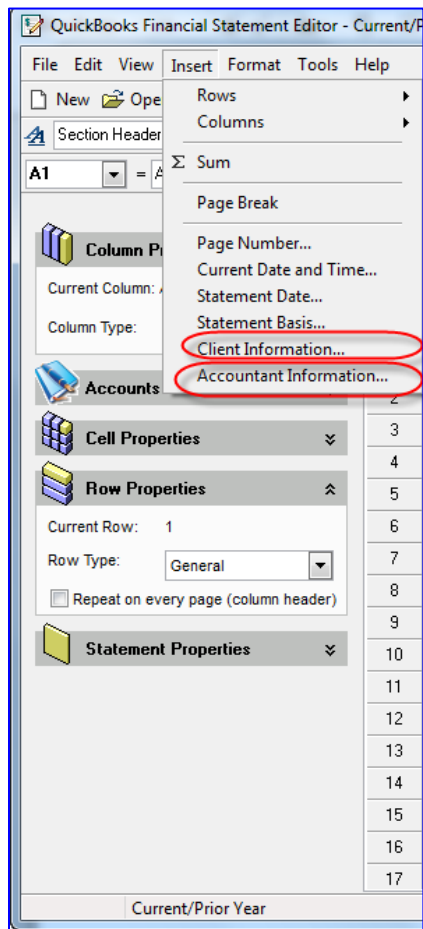 QuickBooks Financial Statement Editor - Current/P
File Edit View Insert Format Tools Help
New Ope
Rows
Columns
Section Header
Σ Sum
A1 = A
Page Break
Page Number...
Column P
Current Date and Time...
Current Column:
Statement Date...
Column Type:
Statement Basis...
Client Information...
Accountant Information...
Accounts
2
Cell Properties
3
4
Row Properties
5
Current Row: 1
6
Row Type: General
7
Repeat on every page (column header)
8
9
Statement Properties
10
11
12
13
14
15
16
17
Current/Prior Year